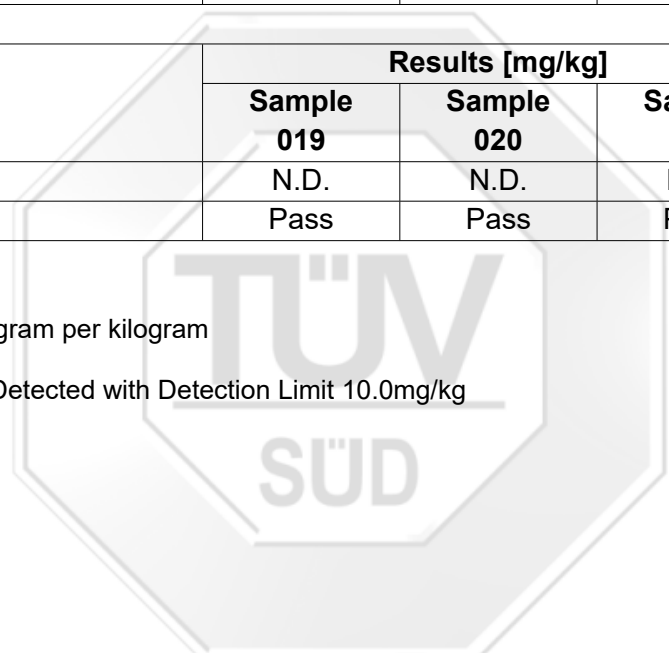 Results [mg/kg]
Sample Sample Sa
019 020
N.D. N.D.
Pass Pass
gram per kilogram
Detected with Detection Limit 10.0mg/kg
TÜV
SÜD